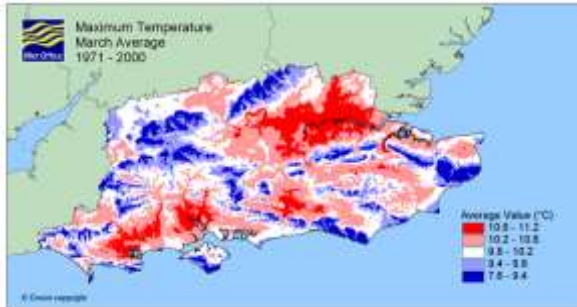 Met Office
Maximum Temperature
March Average
1971 - 2000
Average Value (°C)
10.8 - 11.2
10.2 - 10.8
9.8 - 10.2
9.4 - 9.8
7.6 - 9.4
© Crown copyright